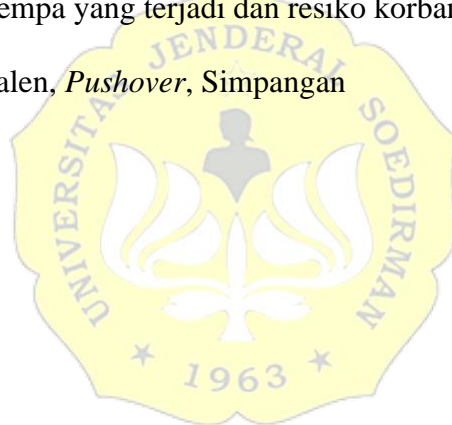 empa yang terjadi dan resiko korban
alen, Pushover, Simpangan
UNIVERSITAS JENDERAL SOEDIRMAN
1963